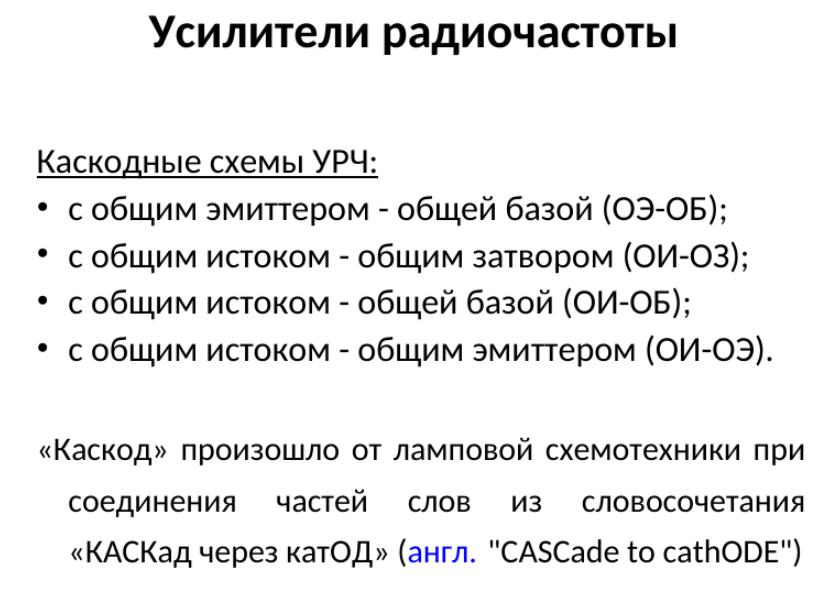 Усилители радиочастоты
Каскодные схемы УРЧ:
• с общим эмиттером - общей базой (ОЭ-ОБ);
• с общим истоком - общим затвором (ОИ-ОЗ);
• с общим истоком - общей базой (ОИ-ОБ);
• с общим истоком - общим эмиттером (ОИ-ОЭ).
«Каскод» произошло от ламповой схемотехники при
соединения частей слов из словосочетания
«КАСКад через катОД» (англ. "CASCade to cathODE")